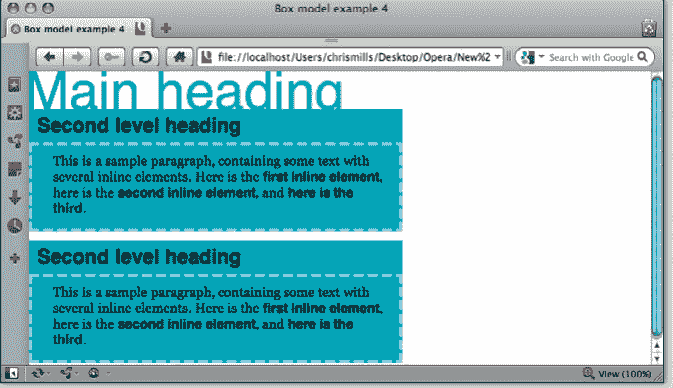 Box model example 4
Box model example 4
file://localhost/Users/chrismills/Desktop/Opera/New%2
Search with Google
Main heading
Second level heading
This is a sample paragraph, containing some text with
several inline elements. Here is the first inline element,
here is the second inline element, and here is the
third.
Second level heading
This is a sample paragraph, containing some text with
several inline elements. Here is the first inline element,
here is the second inline element, and here is the
third.
View (100%)